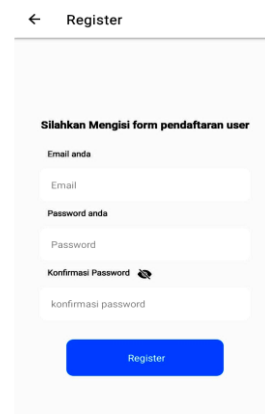 Register
Silahkan Mengisi form pendaftaran user
Email anda
Email
Password anda
Password
Konfirmasi Password
konfirmasi password
Register